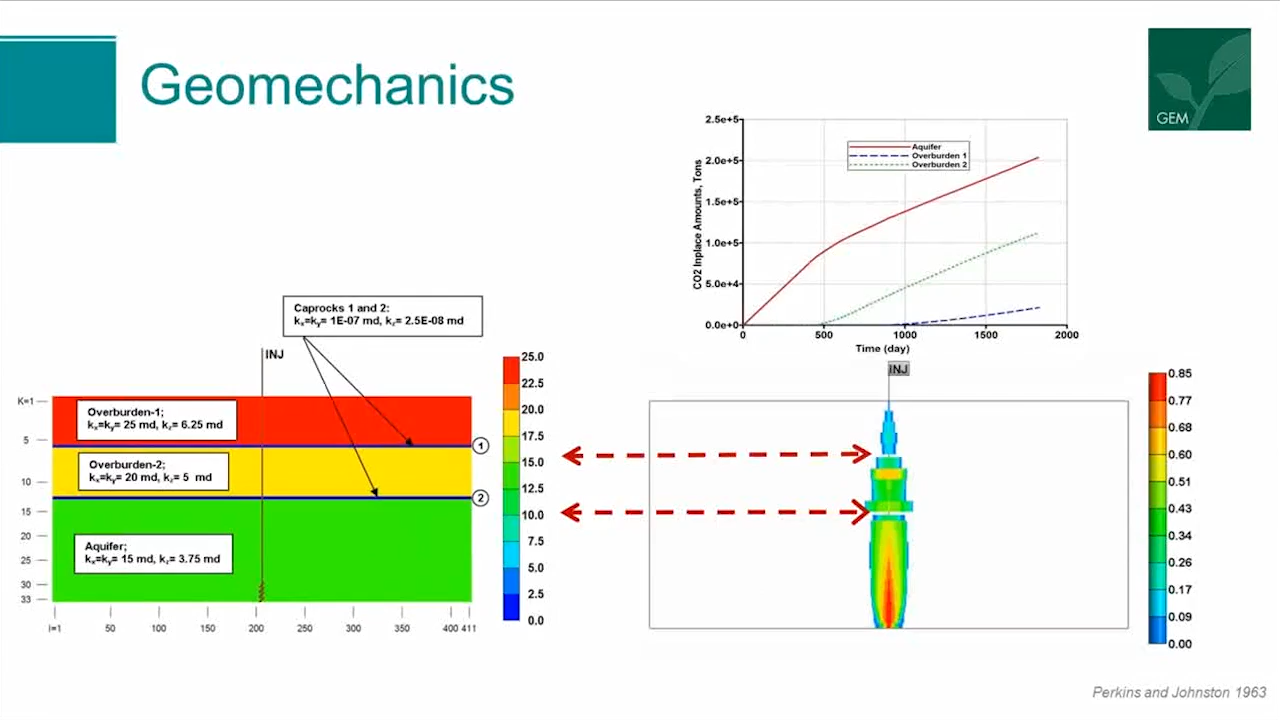 Geomechanics
GEM
2.5e+5
2.0e+5
1.5e+5
1.0e+5
5.0e+4
0.0e+0
CO2 Inplace Amounts, Tons
Aquifer
Overburden 1
Overburden 2
0 500 1000 1500 2000
Time (day)
Caprocks 1 and 2:
kx=ky= 1E-07 md, kz= 2.5E-08 md
INJ
Overburden-1;
kx=ky= 25 md, kz= 6.25 md
Overburden-2;
kx=ky= 20 md, kz= 5 md
Aquifer;
kx=ky= 15 md, kz= 3.75 md
K=1
5
10
15
20
25
30
33
i=1 50 100 150 200 250 300 350 400 411
1
2
25.0
22.5
20.0
17.5
15.0
12.5
10.0
7.5
5.0
2.5
0.0
INJ
0.85
0.77
0.68
0.60
0.51
0.43
0.34
0.26
0.17
0.09
0.00
Perkins and Johnston 1963